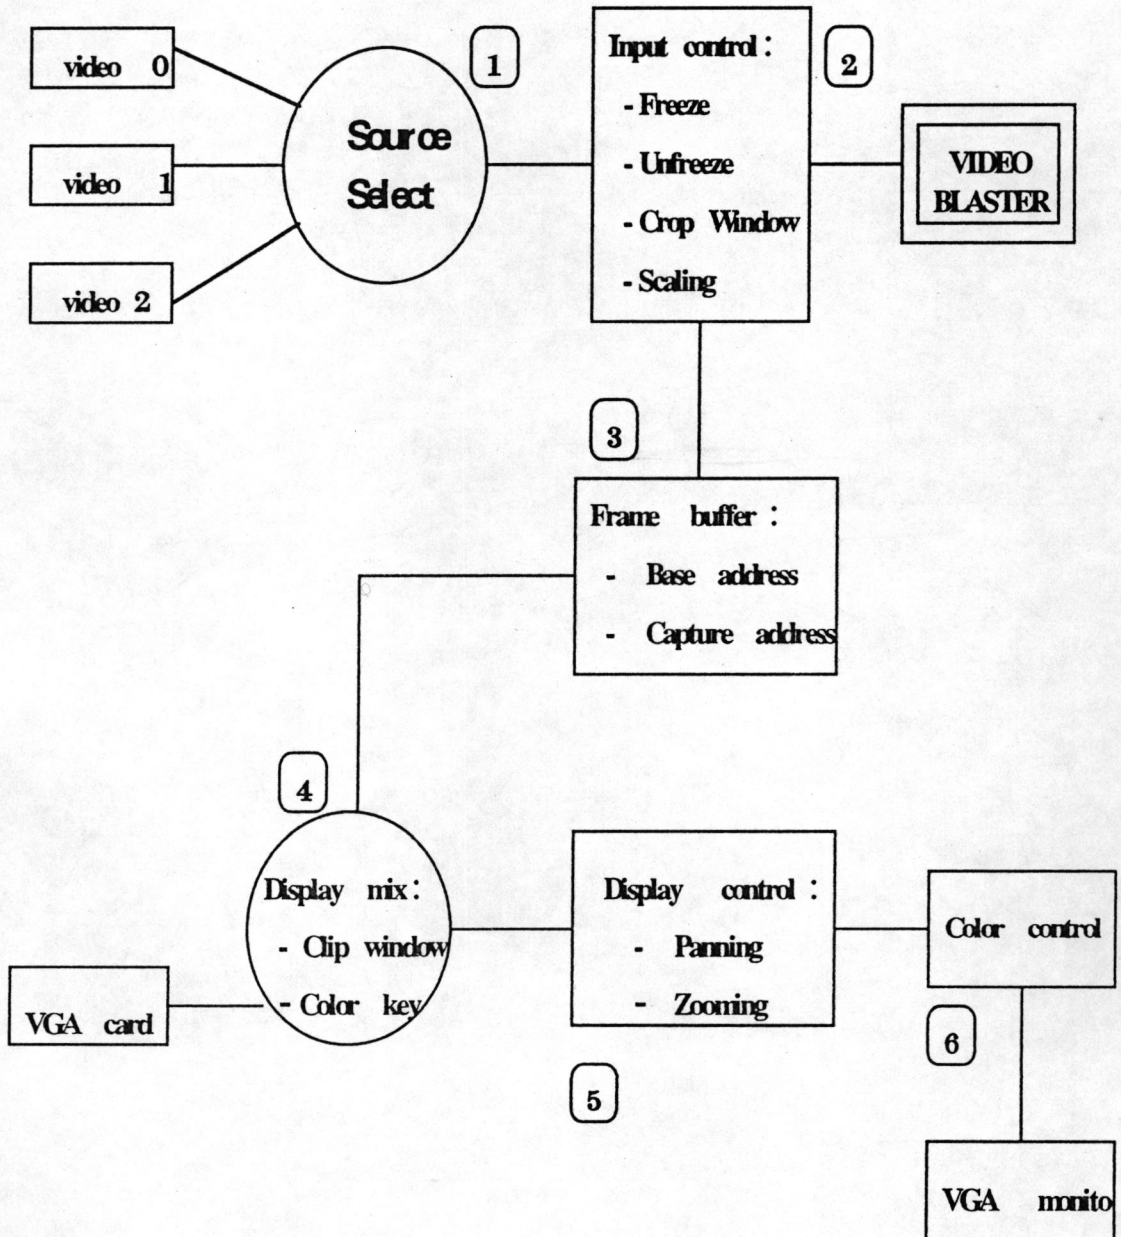 video 0
video 1
video 2
Source
Select
1
Input control :
- Freeze
- Unfreeze
- Crop Window
- Scaling
2
VIDEO
BLASTER
3
Frame buffer :
- Base address
- Capture address
4
Display mix :
- Clip window
- Color key
VGA card
Display control :
- Panning
- Zooming
5
Color control
6
VGA monito